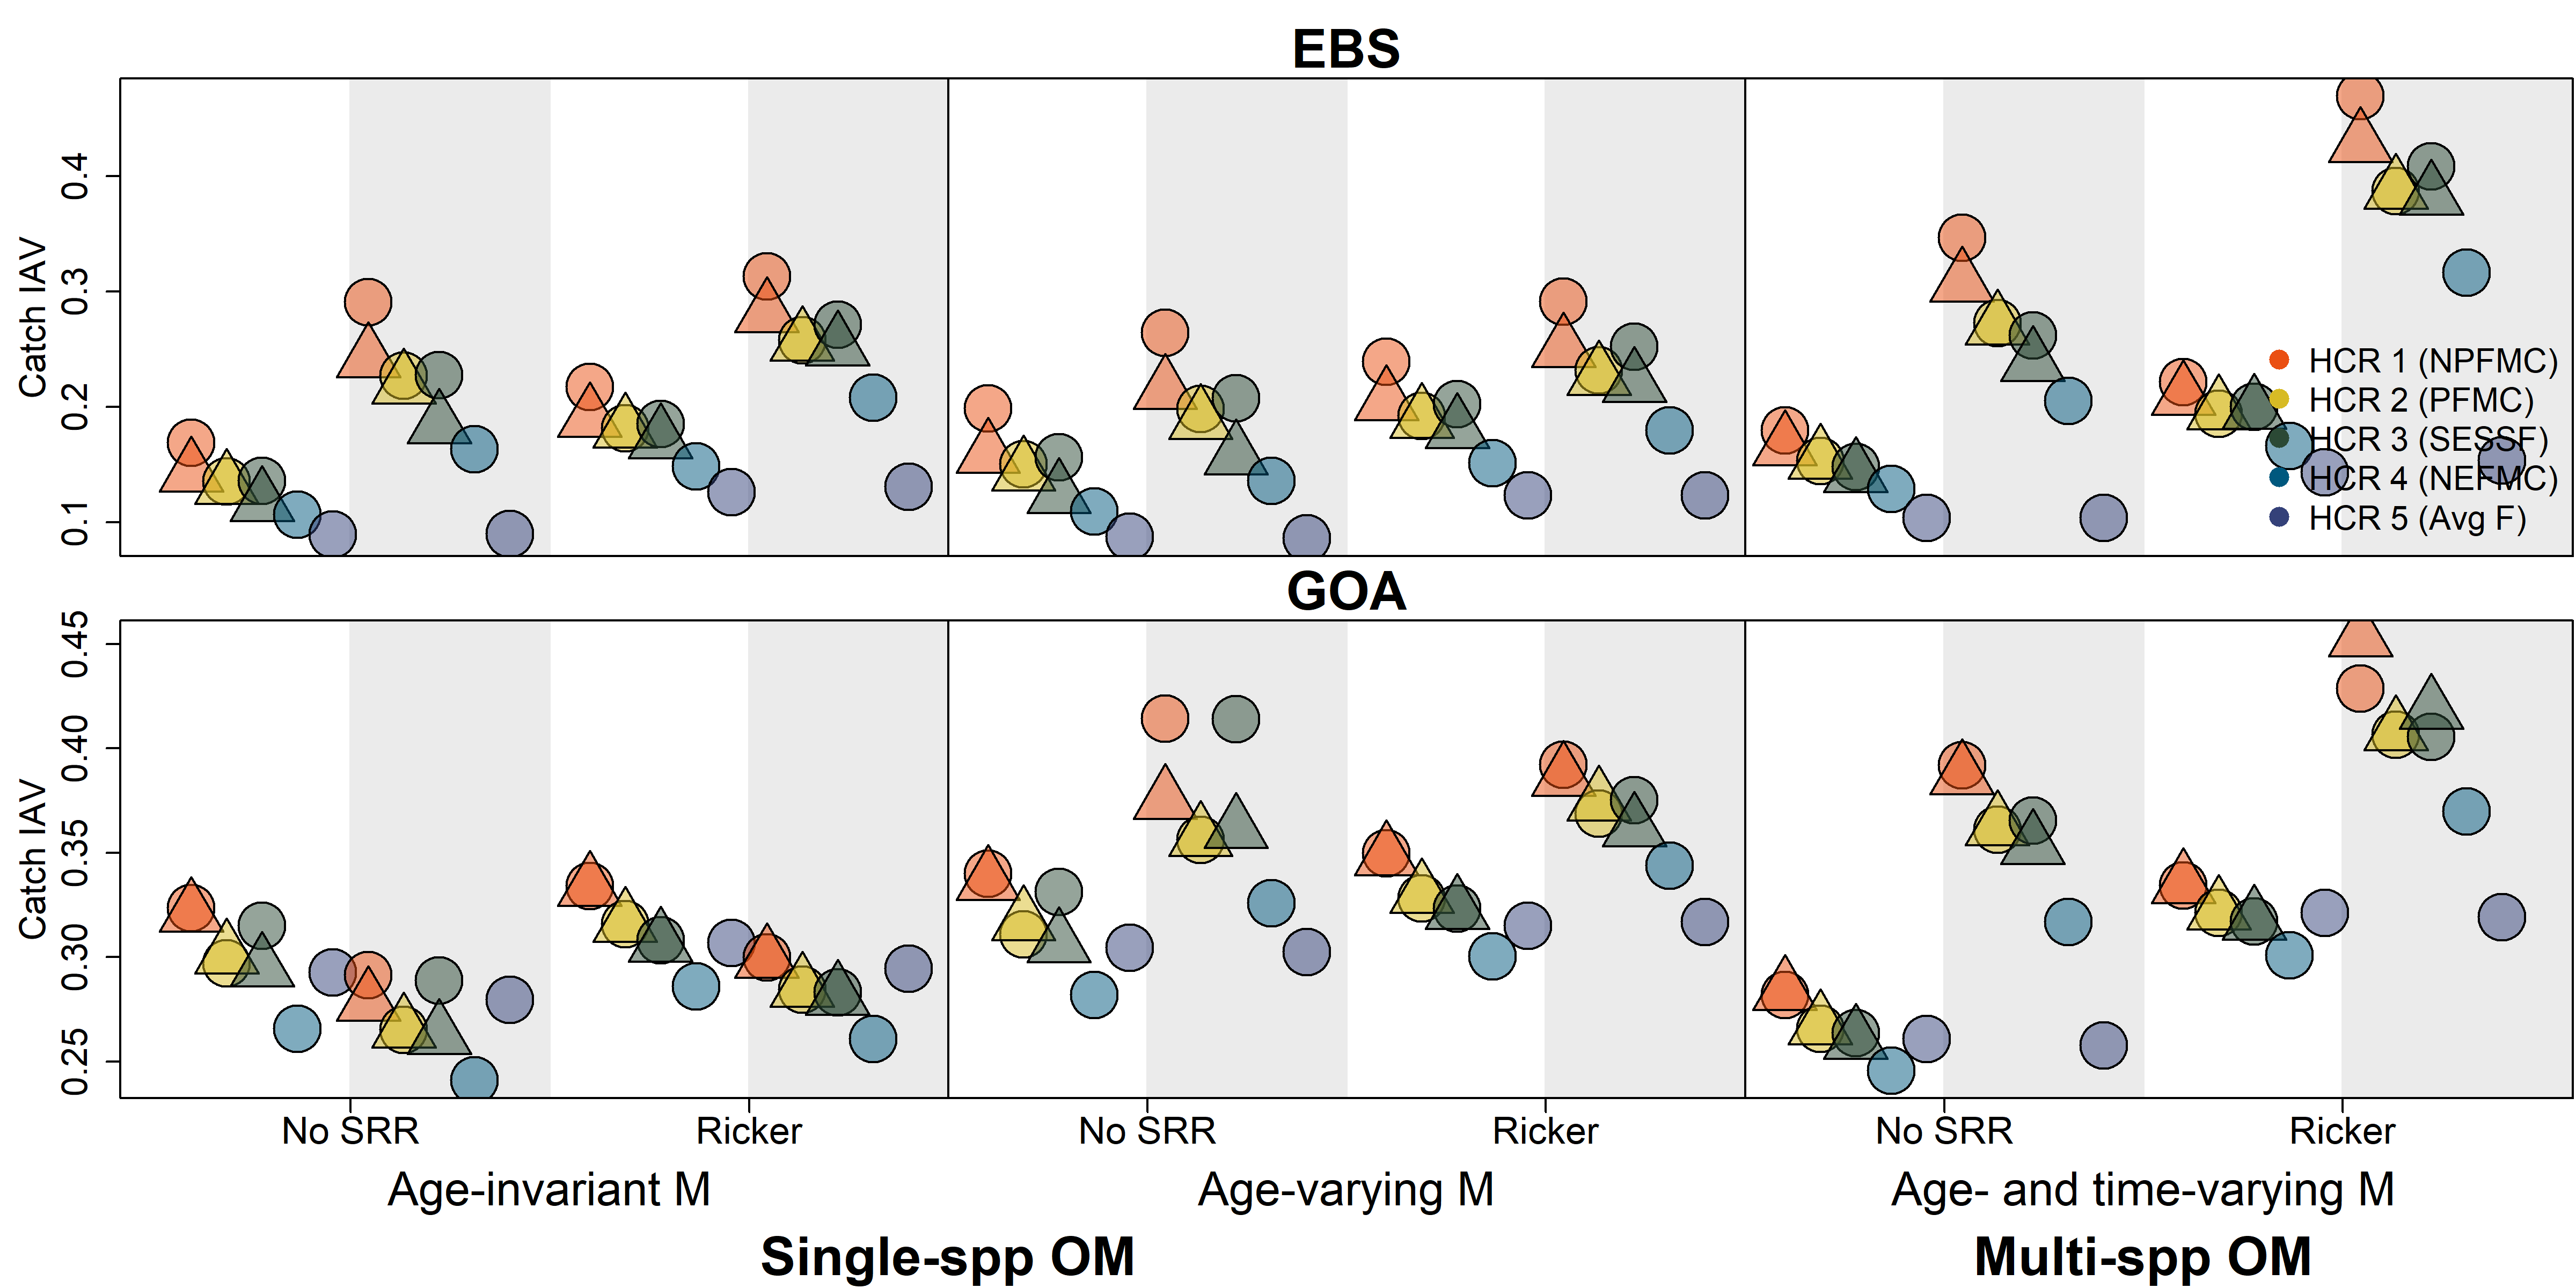 EBS
Catch IAV
0.4
0.3
0.2
0.1
HCR 1 (NPFMC)
HCR 2 (PFMC)
HCR 3 (SESSF)
HCR 4 (NEFMC)
HCR 5 (Avg F)
GOA
Catch IAV
0.45
0.40
0.35
0.30
0.25
No SRR Ricker No SRR Ricker No SRR Ricker
Age-invariant M Age-varying M Age- and time-varying M
Single-spp OM Multi-spp OM